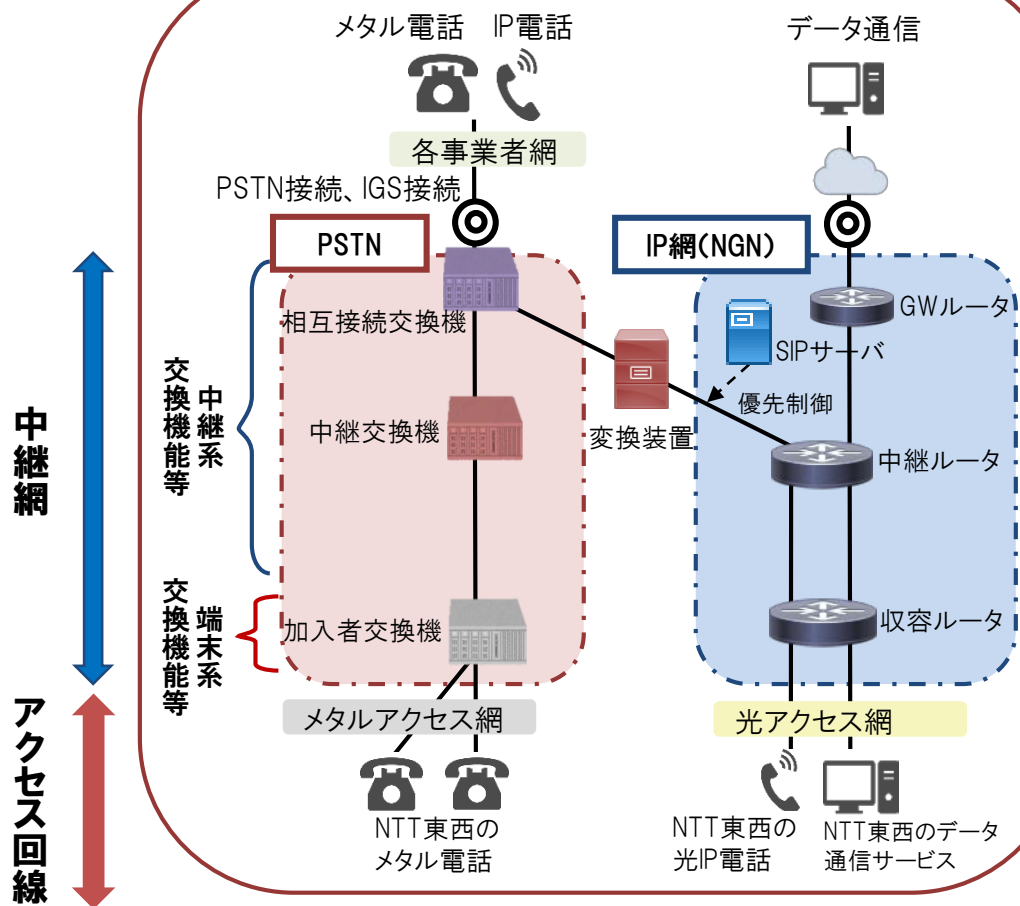 メタル電話
IP電話
データ通信
各事業者網
PSTN接続、IGS接続
PSTN
IP網(NGN)
相互接続交換機
GWルータ
SIPサーバ
優先制御
変換装置
中継交換機
中継ルータ
中継網
中継系
交換機能等
端末系
交換機能等
加入者交換機
収容ルータ
アクセス回線
メタルアクセス網
光アクセス網
NTT東西の
メタル電話
NTT東西の
光IP電話
NTT東西のデータ
通信サービス